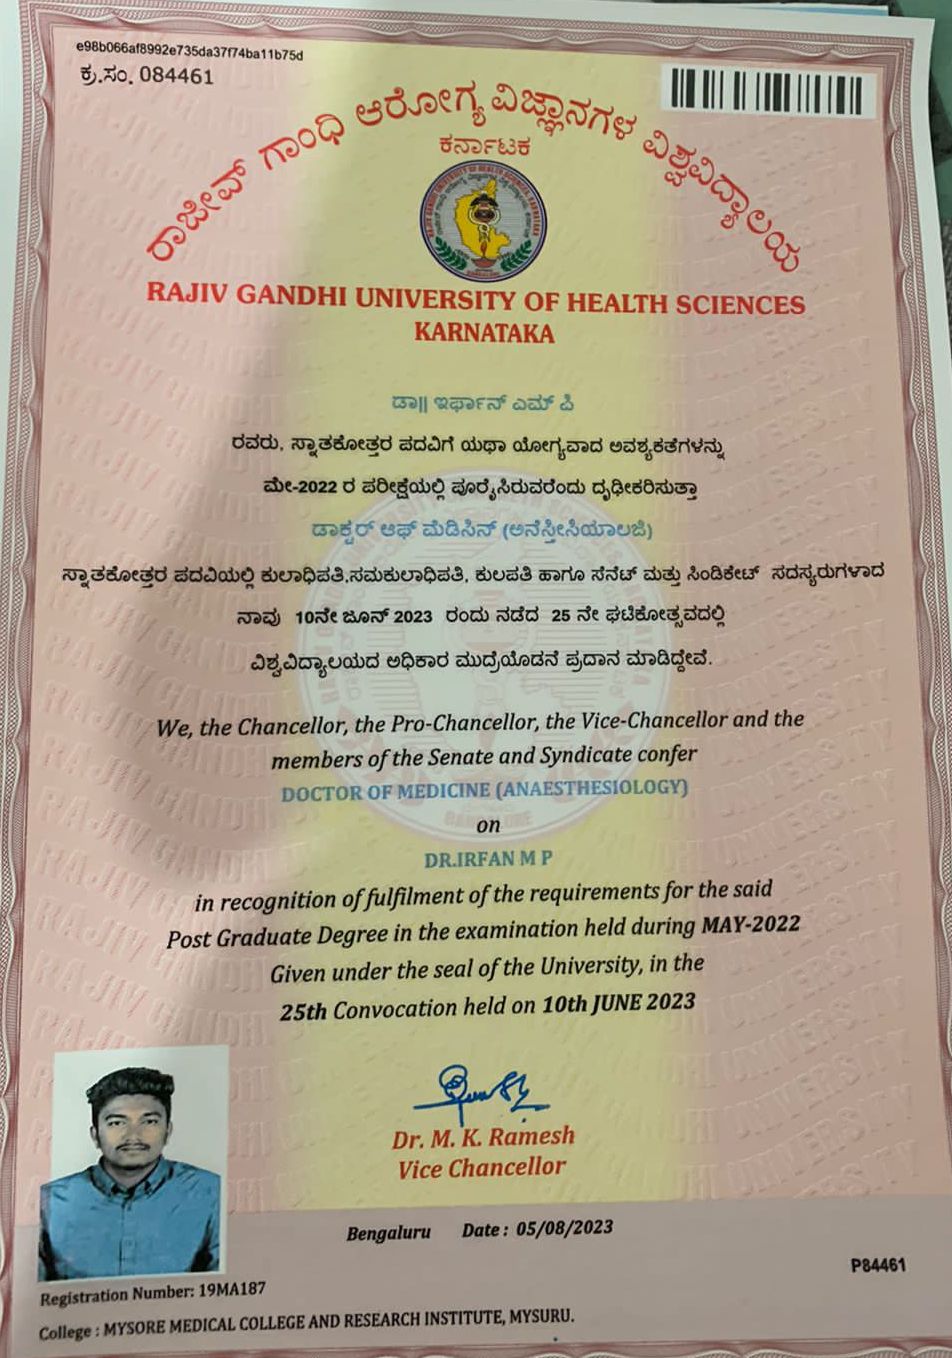 e98b066af8992e735da37f74ba11b75d
ಕ್ರ.ಸಂ. 084461
ರಾಜೀವ್ ಗಾಂಧಿ ಆರೋಗ್ಯ ವಿಜ್ಞಾನಗಳ ವಿಶ್ವವಿದ್ಯಾಲಯ
ಕರ್ನಾಟಕ
RAJIV GANDHI UNIVERSITY OF HEALTH SCIENCES
KARNATAKA
ಡಾ|| ಇರ್ಫಾನ್ ಎಮ್ ಪಿ
ರವರು, ಸ್ನಾತಕೋತ್ತರ ಪದವಿಗೆ ಯಥಾ ಯೋಗ್ಯವಾದ ಅವಶ್ಯಕತೆಗಳನ್ನು
ಮೇ-2022 ರ ಪರೀಕ್ಷೆಯಲ್ಲಿ ಪೂರೈಸಿರುವರೆಂದು ದೃಢೀಕರಿಸುತ್ತಾ
ಡಾಕ್ಟರ್ ಆಫ್ ಮೆಡಿಸಿನ್ (ಅನೆಸ್ತೀಸಿಯಾಲಜಿ)
ಸ್ನಾತಕೋತ್ತರ ಪದವಿಯಲ್ಲಿ ಕುಲಾಧಿಪತಿ,ಸಮಕುಲಾಧಿಪತಿ, ಕುಲಪತಿ ಹಾಗೂ ಸೆನೆಟ್ ಮತ್ತು ಸಿಂಡಿಕೇಟ್ ಸದಸ್ಯರುಗಳಾದ
ನಾವು 10ನೇ ಜೂನ್ 2023 ರಂದು ನಡೆದ 25 ನೇ ಘಟಿಕೋತ್ಸವದಲ್ಲಿ
ವಿಶ್ವವಿದ್ಯಾಲಯದ ಅಧಿಕಾರ ಮುದ್ರೆಯೊಡನೆ ಪ್ರದಾನ ಮಾಡಿದ್ದೇವೆ.
We, the Chancellor, the Pro-Chancellor, the Vice-Chancellor and the
members of the Senate and Syndicate confer
DOCTOR OF MEDICINE (ANAESTHESIOLOGY)
on
DR.IRFAN M P
in recognition of fulfilment of the requirements for the said
Post Graduate Degree in the examination held during MAY-2022
Given under the seal of the University, in the
25th Convocation held on 10th JUNE 2023
Dr. M. K. Ramesh
Vice Chancellor
Bengaluru Date : 05/08/2023
P84461
Registration Number: 19MA187
College : MYSORE MEDICAL COLLEGE AND RESEARCH INSTITUTE, MYSURU.